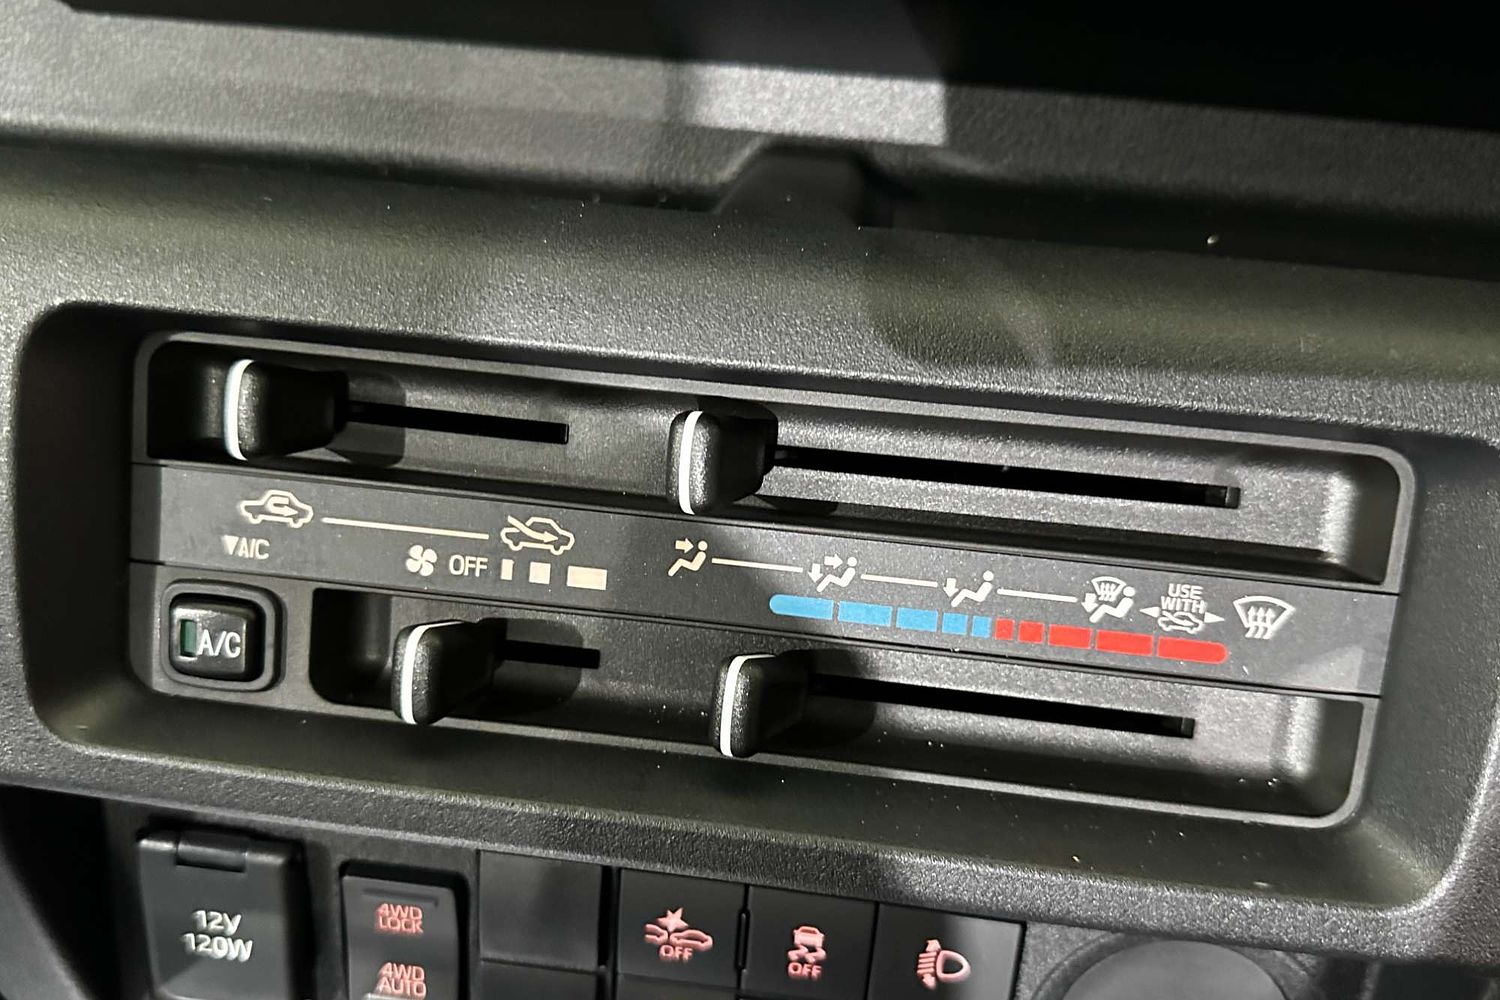 ▼A/C
OFF
USE
WITH
A/C
12V
120W
4WD
LOCK
4WD
AUTO
OFF
OFF